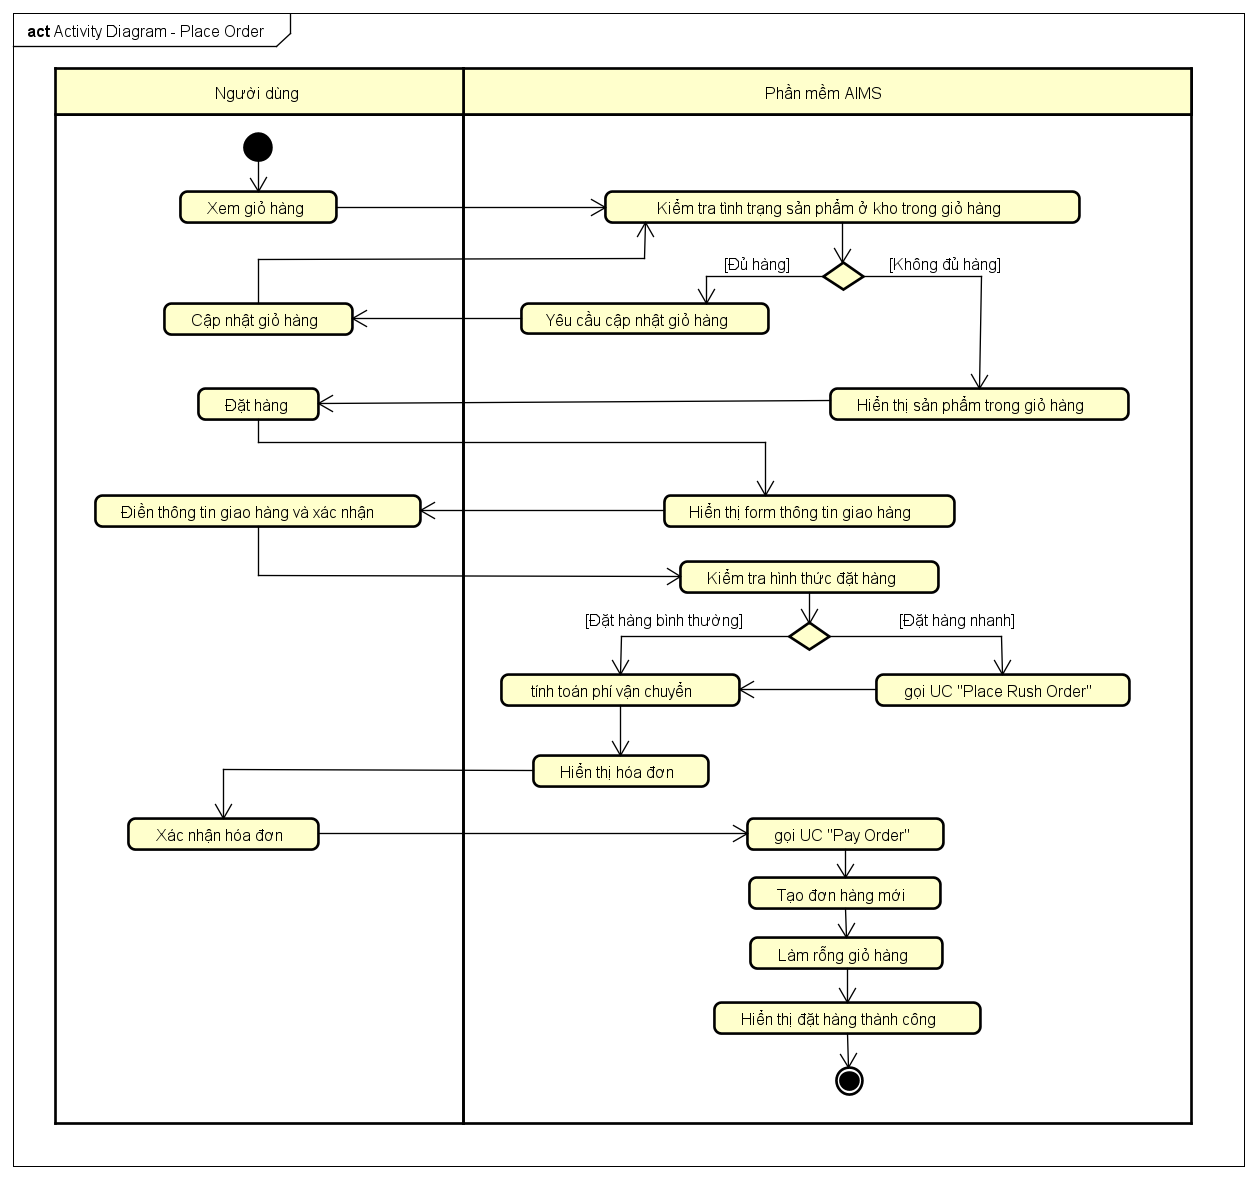 act Activity Diagram - Place Order
Người dùng
Phần mềm AIMS
Xem giỏ hàng
Kiểm tra tình trạng sản phẩm ở kho trong giỏ hàng
[Đủ hàng]
[Không đủ hàng]
Cập nhật giỏ hàng
Yêu cầu cập nhật giỏ hàng
Đặt hàng
Hiển thị sản phẩm trong giỏ hàng
Điền thông tin giao hàng và xác nhận
Hiển thị form thông tin giao hàng
Kiểm tra hình thức đặt hàng
[Đặt hàng bình thường]
[Đặt hàng nhanh]
tính toán phí vận chuyển
gọi UC "Place Rush Order"
Hiển thị hóa đơn
Xác nhận hóa đơn
gọi UC "Pay Order"
Tạo đơn hàng mới
Làm rỗng giỏ hàng
Hiển thị đặt hàng thành công